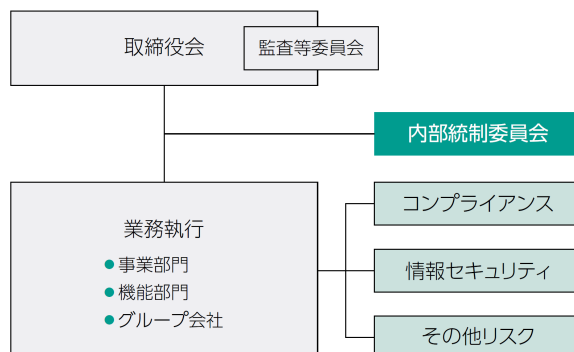 取締役会
監査等委員会
内部統制委員会
業務執行
●事業部門
●機能部門
●グループ会社
コンプライアンス
情報セキュリティ
その他リスク